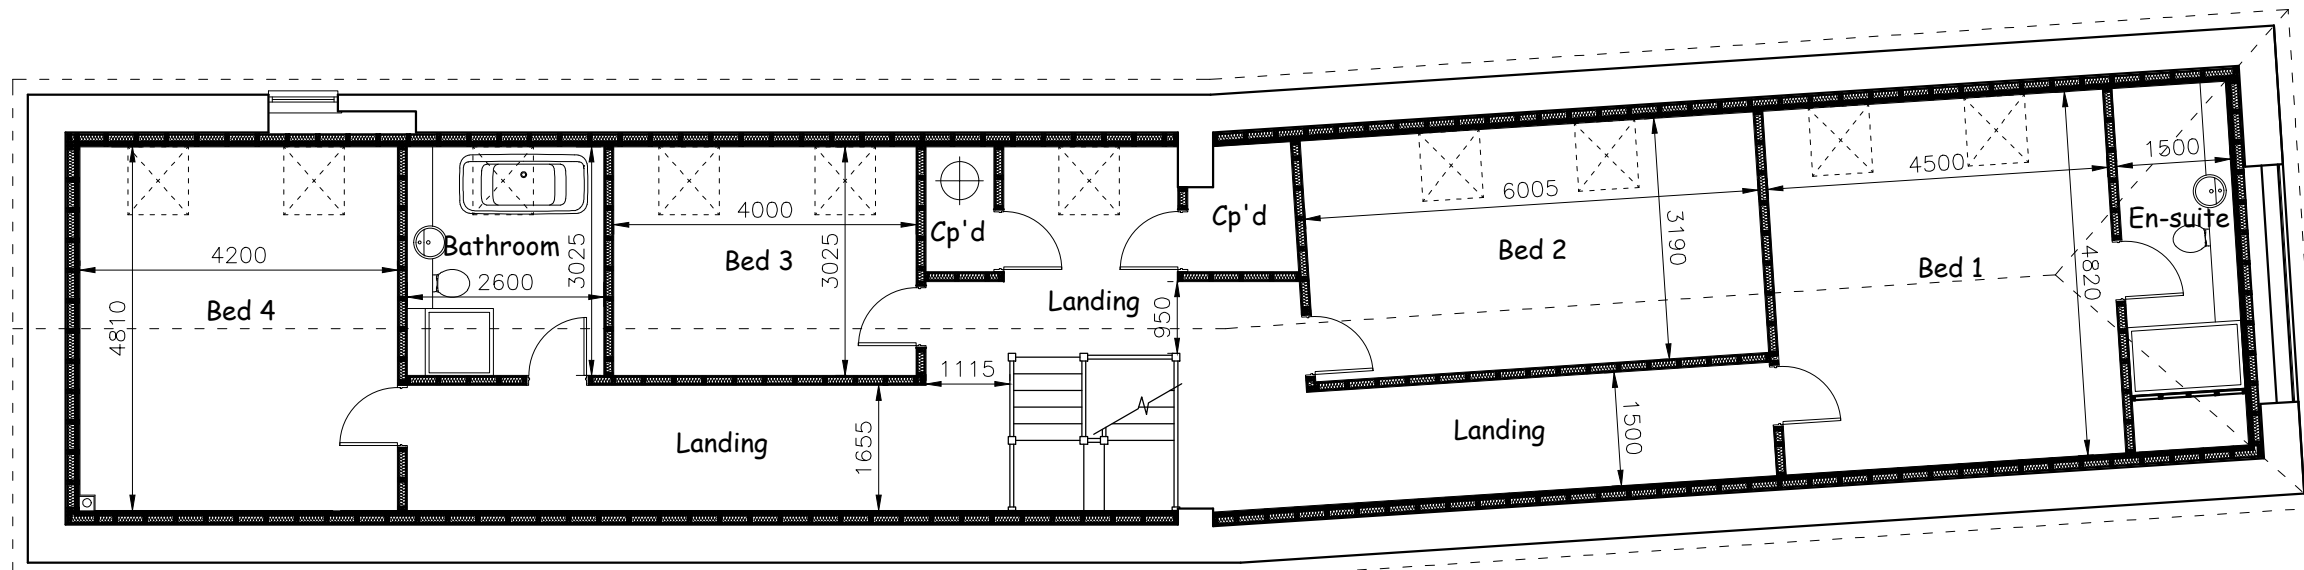 4200
4810
Bed 4
Bathroom
2600
3025
4000
Bed 3
3025
Cp'd
Landing
950
1115
Landing
1655
Cp'd
6005
Bed 2
3190
Landing
1500
4500
Bed 1
4820
1500
En-suite